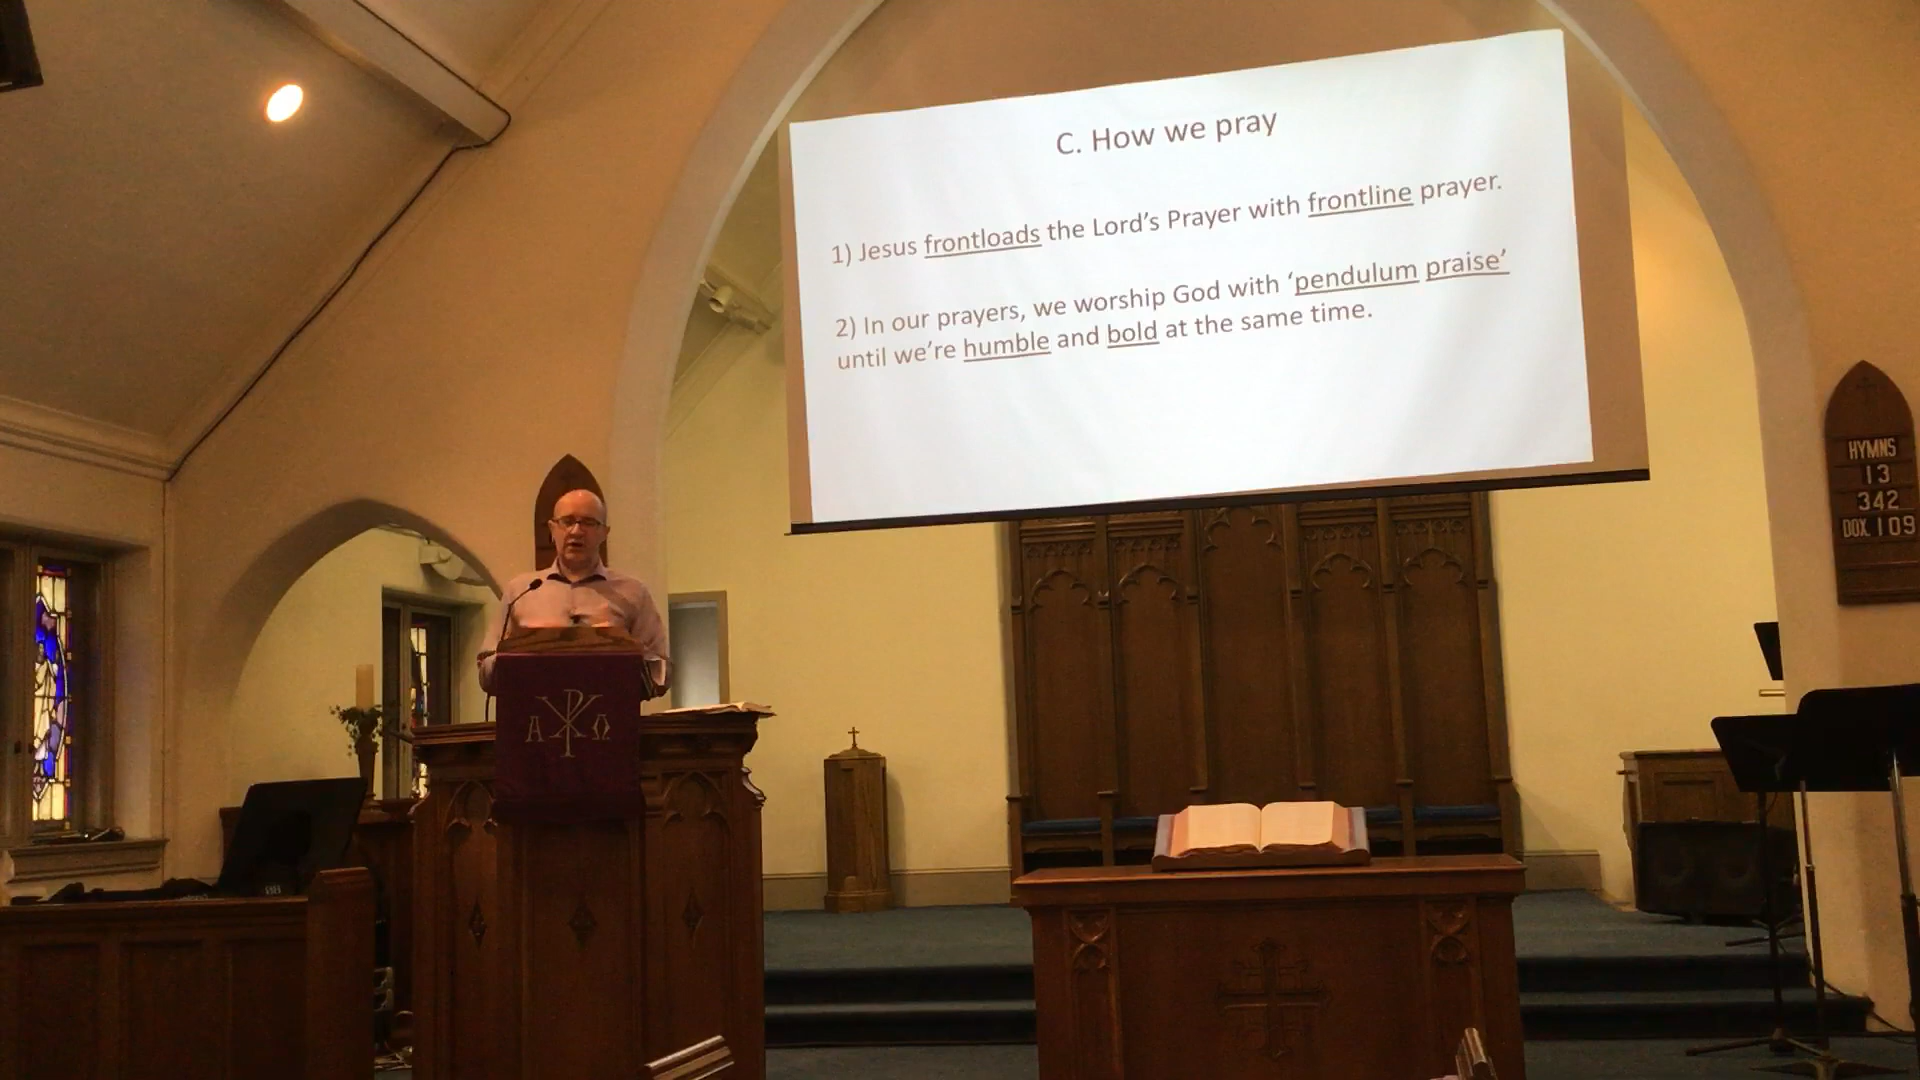 C. How we pray
1) Jesus frontloads the Lord's Prayer with frontline prayer.
2) In our prayers, we worship God with ‘pendulum praise’
until we're humble and bold at the same time.
HYMNS
13
342
DOX. 109
Α Ω